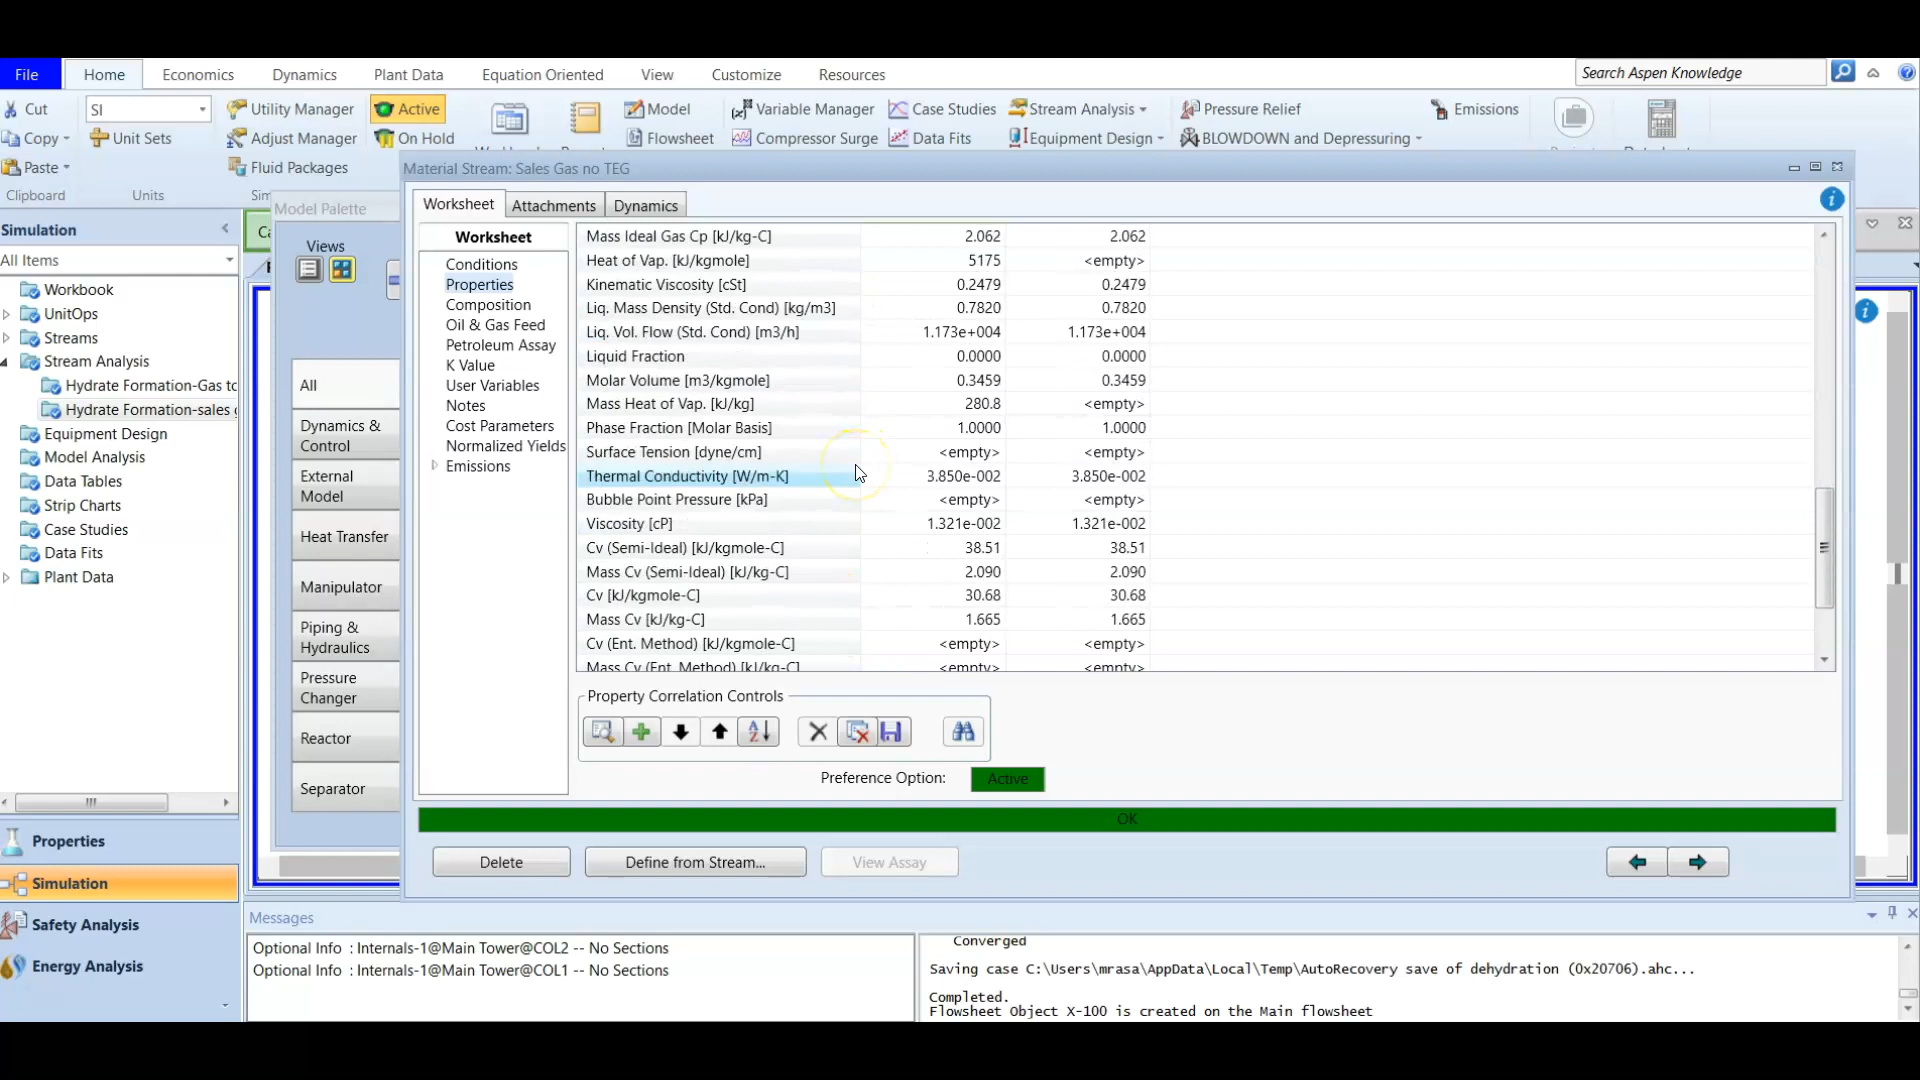 File Home Economics Dynamics Plant Data Equation Oriented View Customize Resources Search Aspen Knowledge
Cut SI Utility Manager Active Model Variable Manager Case Studies Stream Analysis Pressure Relief Emissions
Copy Unit Sets Adjust Manager On Hold Flowsheet Compressor Surge Data Fits Equipment Design BLOWDOWN and Depressuring
Paste Fluid Packages
Clipboard Units
Material Stream: Sales Gas no TEG
Simulation
All Items
Workbook
UnitOps
Streams
Stream Analysis
Hydrate Formation-Gas to
Hydrate Formation-sales
Equipment Design
Model Analysis
Data Tables
Strip Charts
Case Studies
Data Fits
Plant Data
Properties
Simulation
Safety Analysis
Energy Analysis
Model Palette
Views
All
Dynamics &
Control
External
Model
Heat Transfer
Manipulator
Piping &
Hydraulics
Pressure
Changer
Reactor
Separator
Worksheet Attachments Dynamics
Worksheet
Conditions
Properties
Composition
Oil & Gas Feed
Petroleum Assay
K Value
User Variables
Notes
Cost Parameters
Normalized Yields
Emissions
Mass Ideal Gas Cp [kJ/kg-C] 2.062 2.062
Heat of Vap. [kJ/kgmole] 5175 <empty>
Kinematic Viscosity [cSt] 0.2479 0.2479
Liq. Mass Density (Std. Cond) [kg/m3] 0.7820 0.7820
Liq. Vol. Flow (Std. Cond) [m3/h] 1.173e+004 1.173e+004
Liquid Fraction 0.0000 0.0000
Molar Volume [m3/kgmole] 0.3459 0.3459
Mass Heat of Vap. [kJ/kg] 280.8 <empty>
Phase Fraction [Molar Basis] 1.0000 1.0000
Surface Tension [dyne/cm] <empty> <empty>
Thermal Conductivity [W/m-K] 3.850e-002 3.850e-002
Bubble Point Pressure [kPa] <empty> <empty>
Viscosity [cP] 1.321e-002 1.321e-002
Cv (Semi-Ideal) [kJ/kgmole-C] 38.51 38.51
Mass Cv (Semi-Ideal) [kJ/kg-C] 2.090 2.090
Cv [kJ/kgmole-C] 30.68 30.68
Mass Cv [kJ/kg-C] 1.665 1.665
Cv (Ent. Method) [kJ/kgmole-C] <empty> <empty>
Mass Cv (Ent. Method) [kJ/kg-C] <empty> <empty>
Property Correlation Controls
Preference Option: Active
OK
Delete Define from Stream... View Assay
Messages
Optional Info : Internals-1@Main Tower@COL2 -- No Sections
Optional Info : Internals-1@Main Tower@COL1 -- No Sections
Converged
Saving case C:\Users\mrasa\AppData\Local\Temp\AutoRecovery save of dehydration (0x20706).ahc...
Completed.
Flowsheet Object X-100 is created on the Main flowsheet